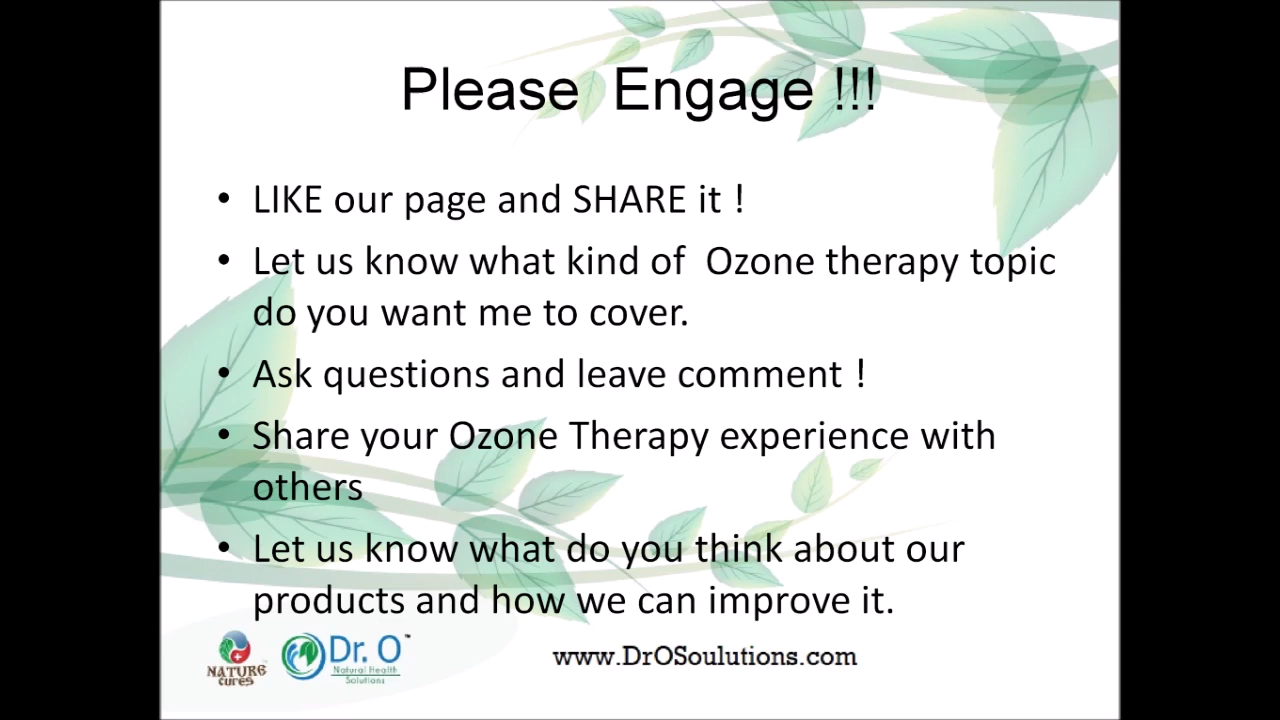 Please  Engage !!!
• LIKE our page and SHARE it !
• Let us know what kind of  Ozone therapy topic
do you want me to cover.
• Ask questions and leave comment !
• Share your Ozone Therapy experience with
others
• Let us know what do you think about our
products and how we can improve it.
NATURE
cures
Dr. O™
Natural Health
Solutions
www.DrOSoulutions.com